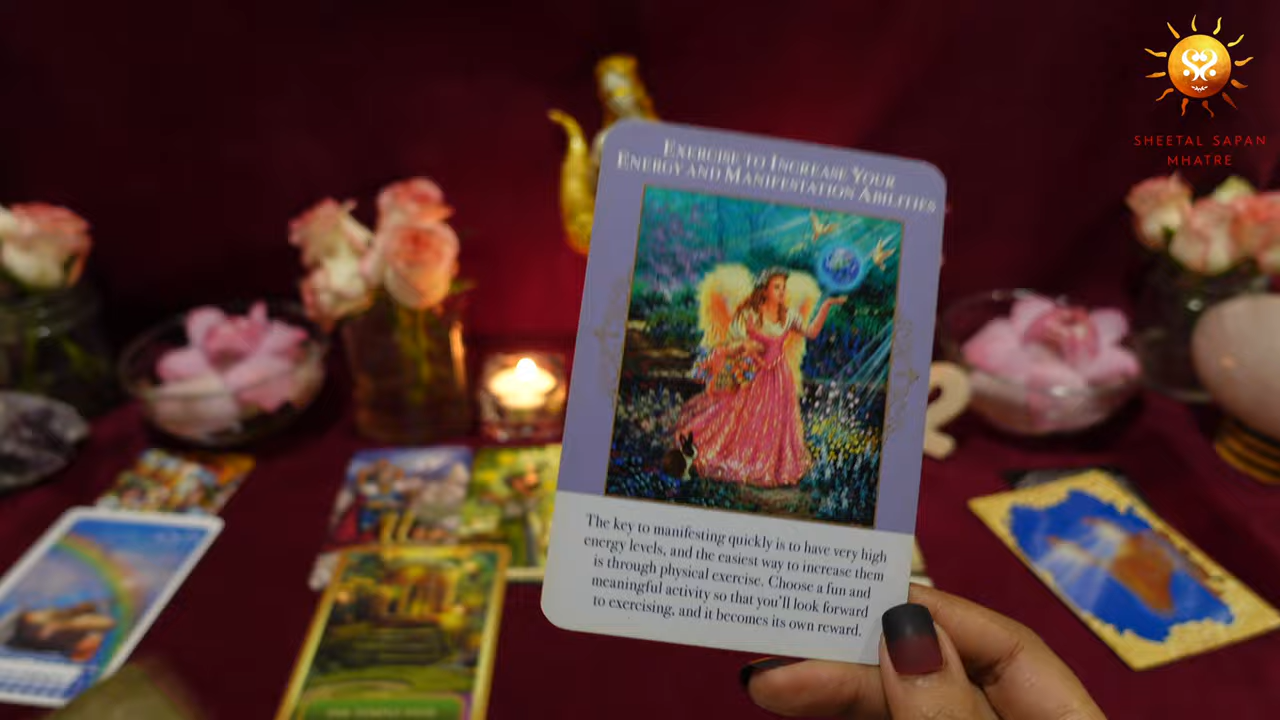 SHEETAL SAPAN
MHATRE
Exercise to Increase Your
Energy and Manifestation Abilities
The key to manifesting quickly is to have very high
energy levels, and the easiest way to increase them
is through physical exercise. Choose a fun and
meaningful activity so that you'll look forward
to exercising, and it becomes its own reward.
2